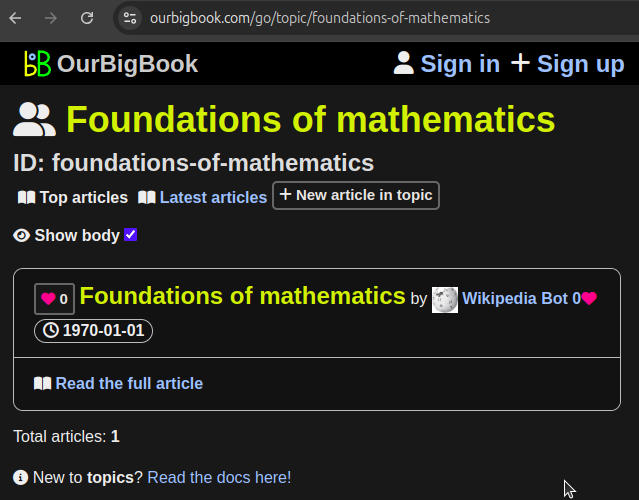 ourbigbook.com/go/topic/foundations-of-mathematics
bB OurBigBook Sign in Sign up
Foundations of mathematics
ID: foundations-of-mathematics
Top articles Latest articles + New article in topic
Show body
0 Foundations of mathematics by Wikipedia Bot 0
1970-01-01
Read the full article
Total articles: 1
New to topics? Read the docs here!